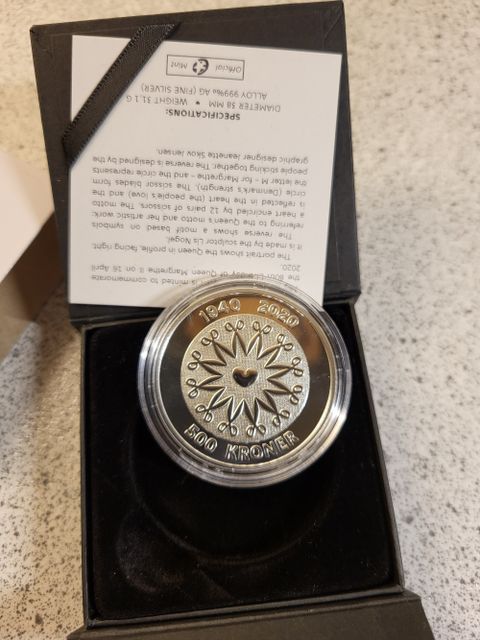 is minted to commemorate
the 80th birthday of Queen Margrethe II on 16 April
2020.
The portrait shows the Queen in profile, facing right.
It is made by the sculptor Lis Nogel.
The reverse shows a motif based on symbols
referring to the Queen's motto and her artistic work:
a heart encircled by 12 pairs of scissors. The motto
is reflected in the heart (the people's love) and the
circle (Denmark's strength). The scissor blades form
the letter M – for Margrethe – and the circle represents
people sticking together. The reverse is designed by the
graphic designer Jeanette Skov Jensen.
SPECIFICATIONS:
DIAMETER 38 MM • WEIGHT 31.1 G
ALLOY 999‰ AG (FINE SILVER)
Official Mint
1940 2020
500 KRONER